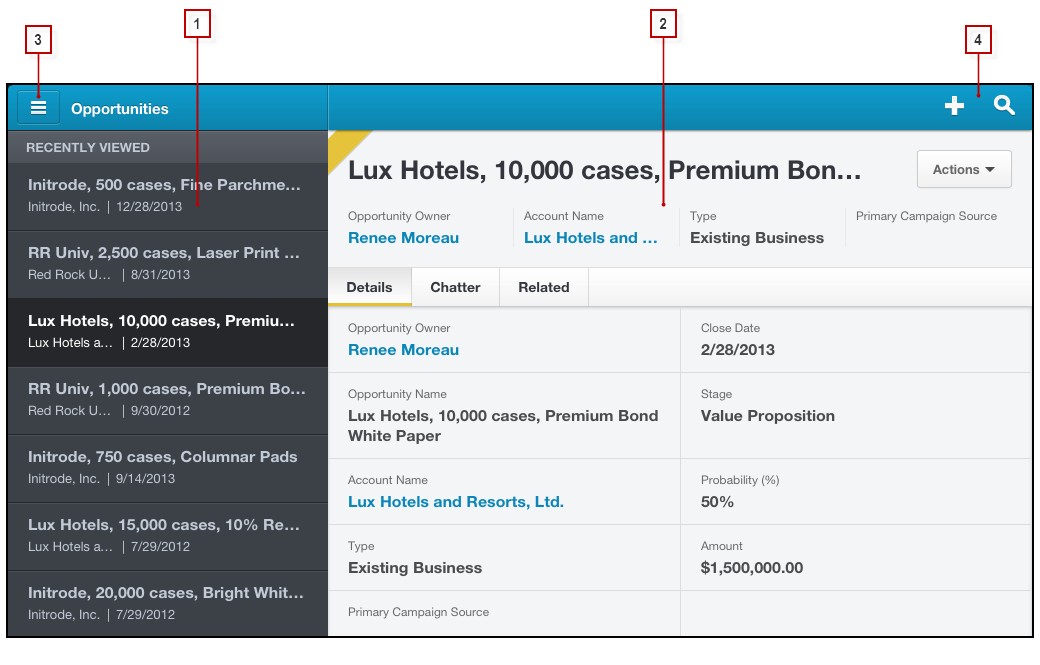 1
2
3
4
Opportunities
RECENTLY VIEWED
Initrode, 500 cases, Fine Parchme...
Initrode, Inc. | 12/28/2013
RR Univ, 2,500 cases, Laser Print ...
Red Rock U... | 8/31/2013
Lux Hotels, 10,000 cases, Premiu...
Lux Hotels a... | 2/28/2013
RR Univ, 1,000 cases, Premium Bo...
Red Rock U... | 9/30/2012
Initrode, 750 cases, Columnar Pads
Initrode, Inc. | 9/14/2013
Lux Hotels, 15,000 cases, 10% Re...
Lux Hotels a... | 7/29/2012
Initrode, 20,000 cases, Bright Whit...
Initrode, Inc. | 7/29/2012
Lux Hotels, 10,000 cases, Premium Bon...
Actions
Opportunity Owner
Renee Moreau
Account Name
Lux Hotels and ...
Type
Existing Business
Primary Campaign Source
Details
Chatter
Related
Opportunity Owner
Renee Moreau
Close Date
2/28/2013
Opportunity Name
Lux Hotels, 10,000 cases, Premium Bond
White Paper
Stage
Value Proposition
Account Name
Lux Hotels and Resorts, Ltd.
Probability (%)
50%
Type
Existing Business
Amount
$1,500,000.00
Primary Campaign Source